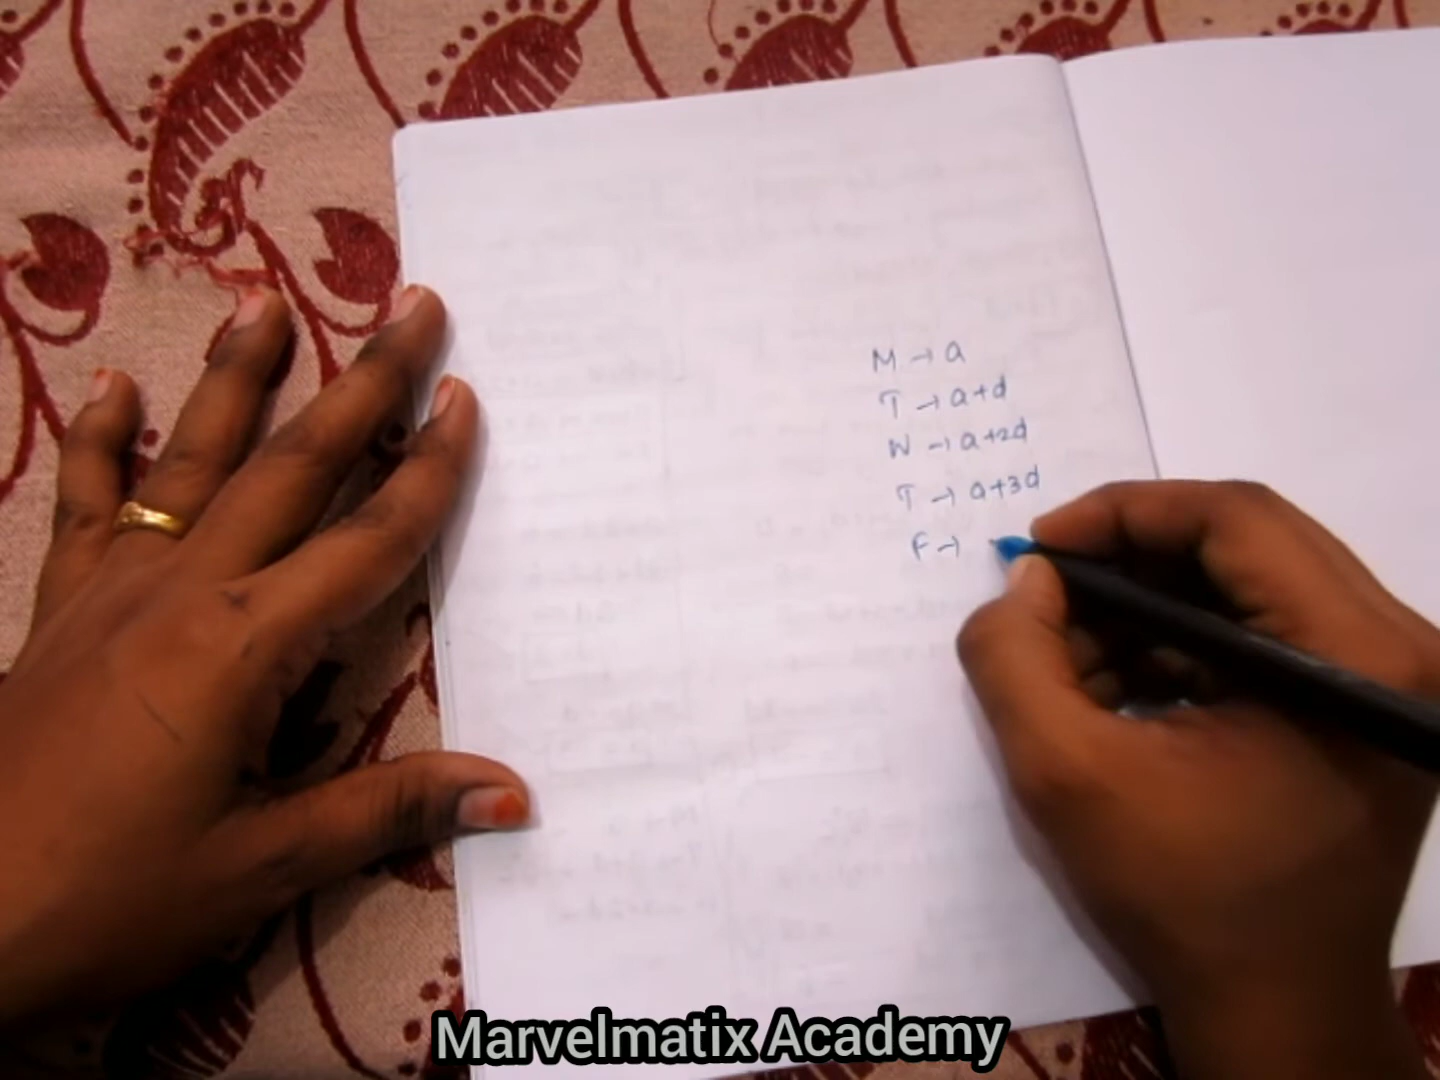 M → a
T → a+d
W → a+2d
T → a+3d
F →
Marvelmatix Academy